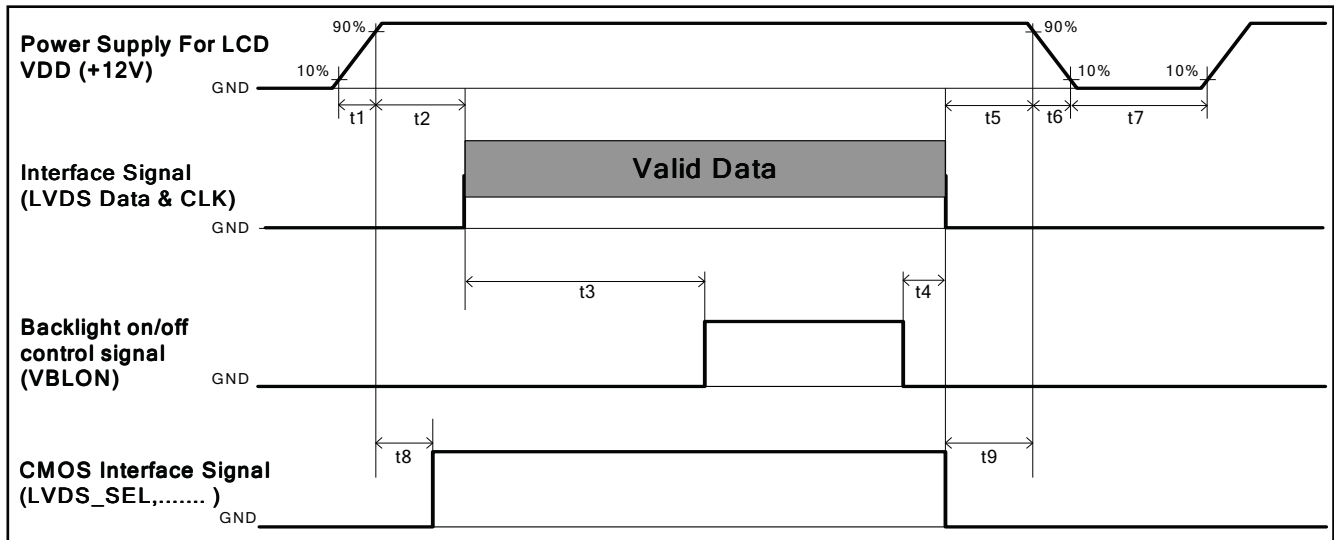 90%
90%
Power Supply For LCD
VDD (+12V)
10%
10%
10%
GND
t1
t2
t5
t6
t7
Valid Data
Interface Signal
(LVDS Data & CLK)
GND
t3
t4
Backlight on/off
control signal
(VBLON)
GND
t8
t9
CMOS Interface Signal
(LVDS_SEL,....... )
GND